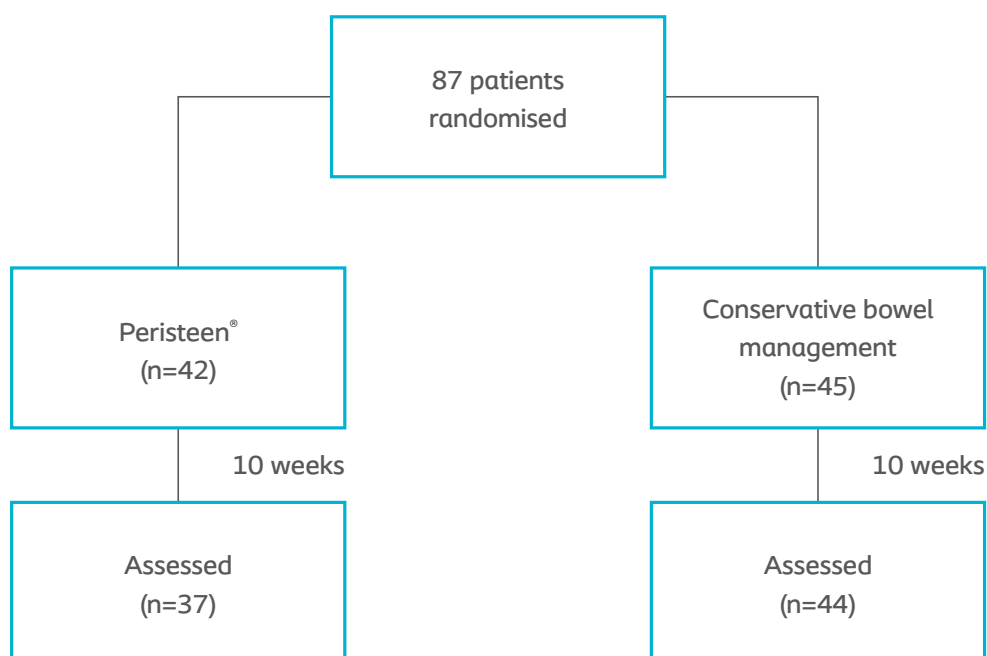 87 patients
randomised
Peristeen®
(n=42)
Conservative bowel
management
(n=45)
10 weeks
10 weeks
Assessed
(n=37)
Assessed
(n=44)